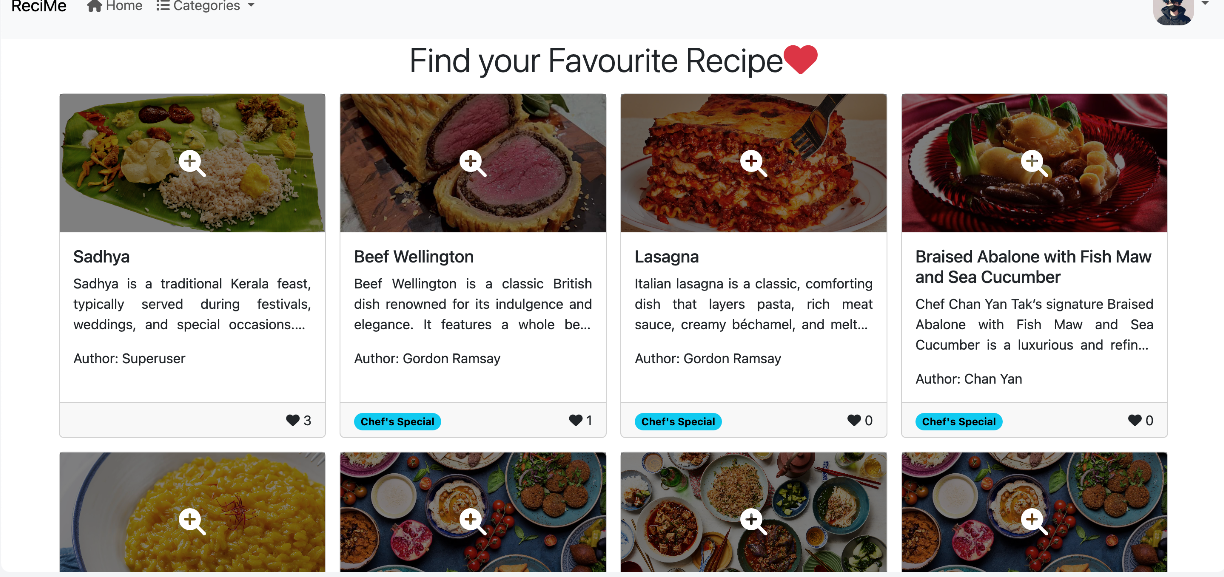 ReciMe Home Categories
Find your Favourite Recipe
Sadhya
Sadhya is a traditional Kerala feast,
typically served during festivals,
weddings, and special occasions....
Author: Superuser
3
Beef Wellington
Beef Wellington is a classic British
dish renowned for its indulgence and
elegance. It features a whole be...
Author: Gordon Ramsay
Chef's Special 1
Lasagna
Italian lasagna is a classic, comforting
dish that layers pasta, rich meat
sauce, creamy béchamel, and melt...
Author: Gordon Ramsay
Chef's Special 0
Braised Abalone with Fish Maw
and Sea Cucumber
Chef Chan Yan Tak’s signature Braised
Abalone with Fish Maw and Sea
Cucumber is a luxurious and refin...
Author: Chan Yan
Chef's Special 0